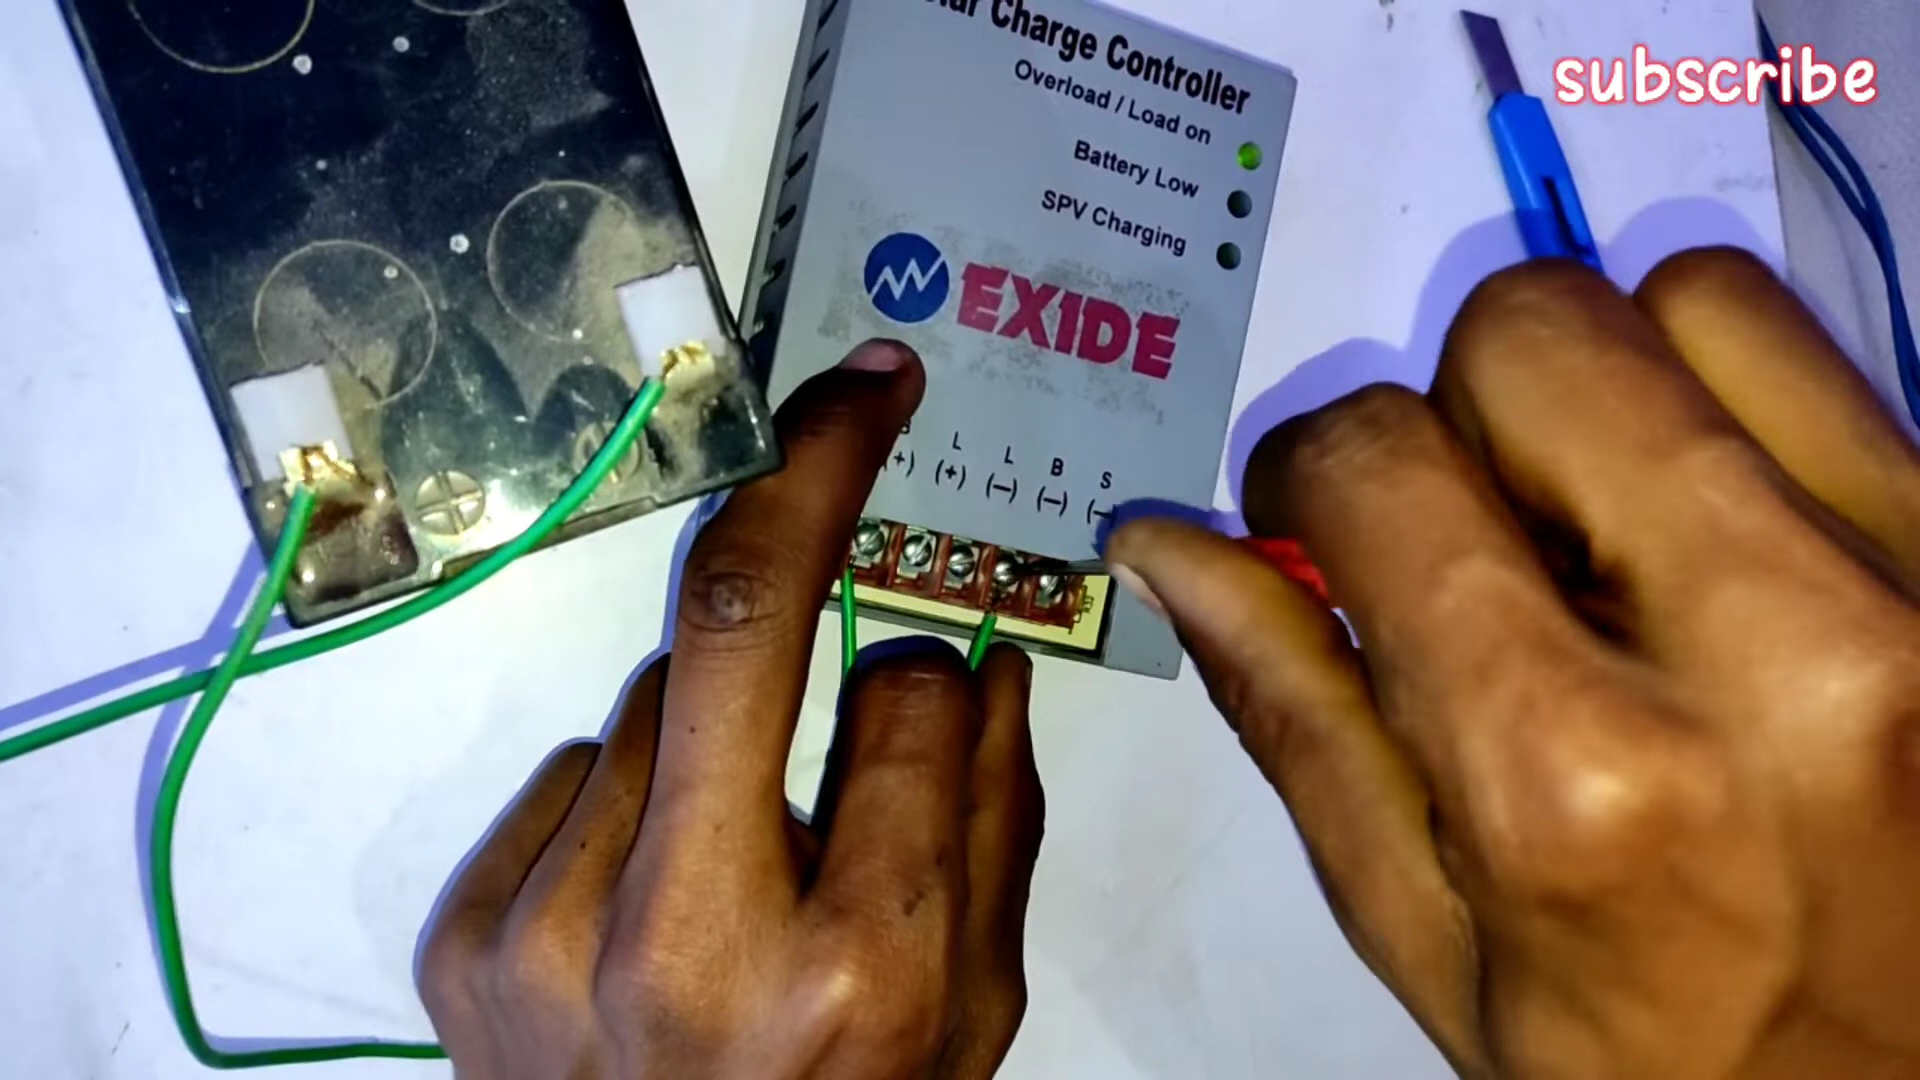 subscribe
Charge Controller
Overload / Load on
Battery Low
SPV Charging
EXIDE
B L L B S
(+) (+) (—) (—) (—)